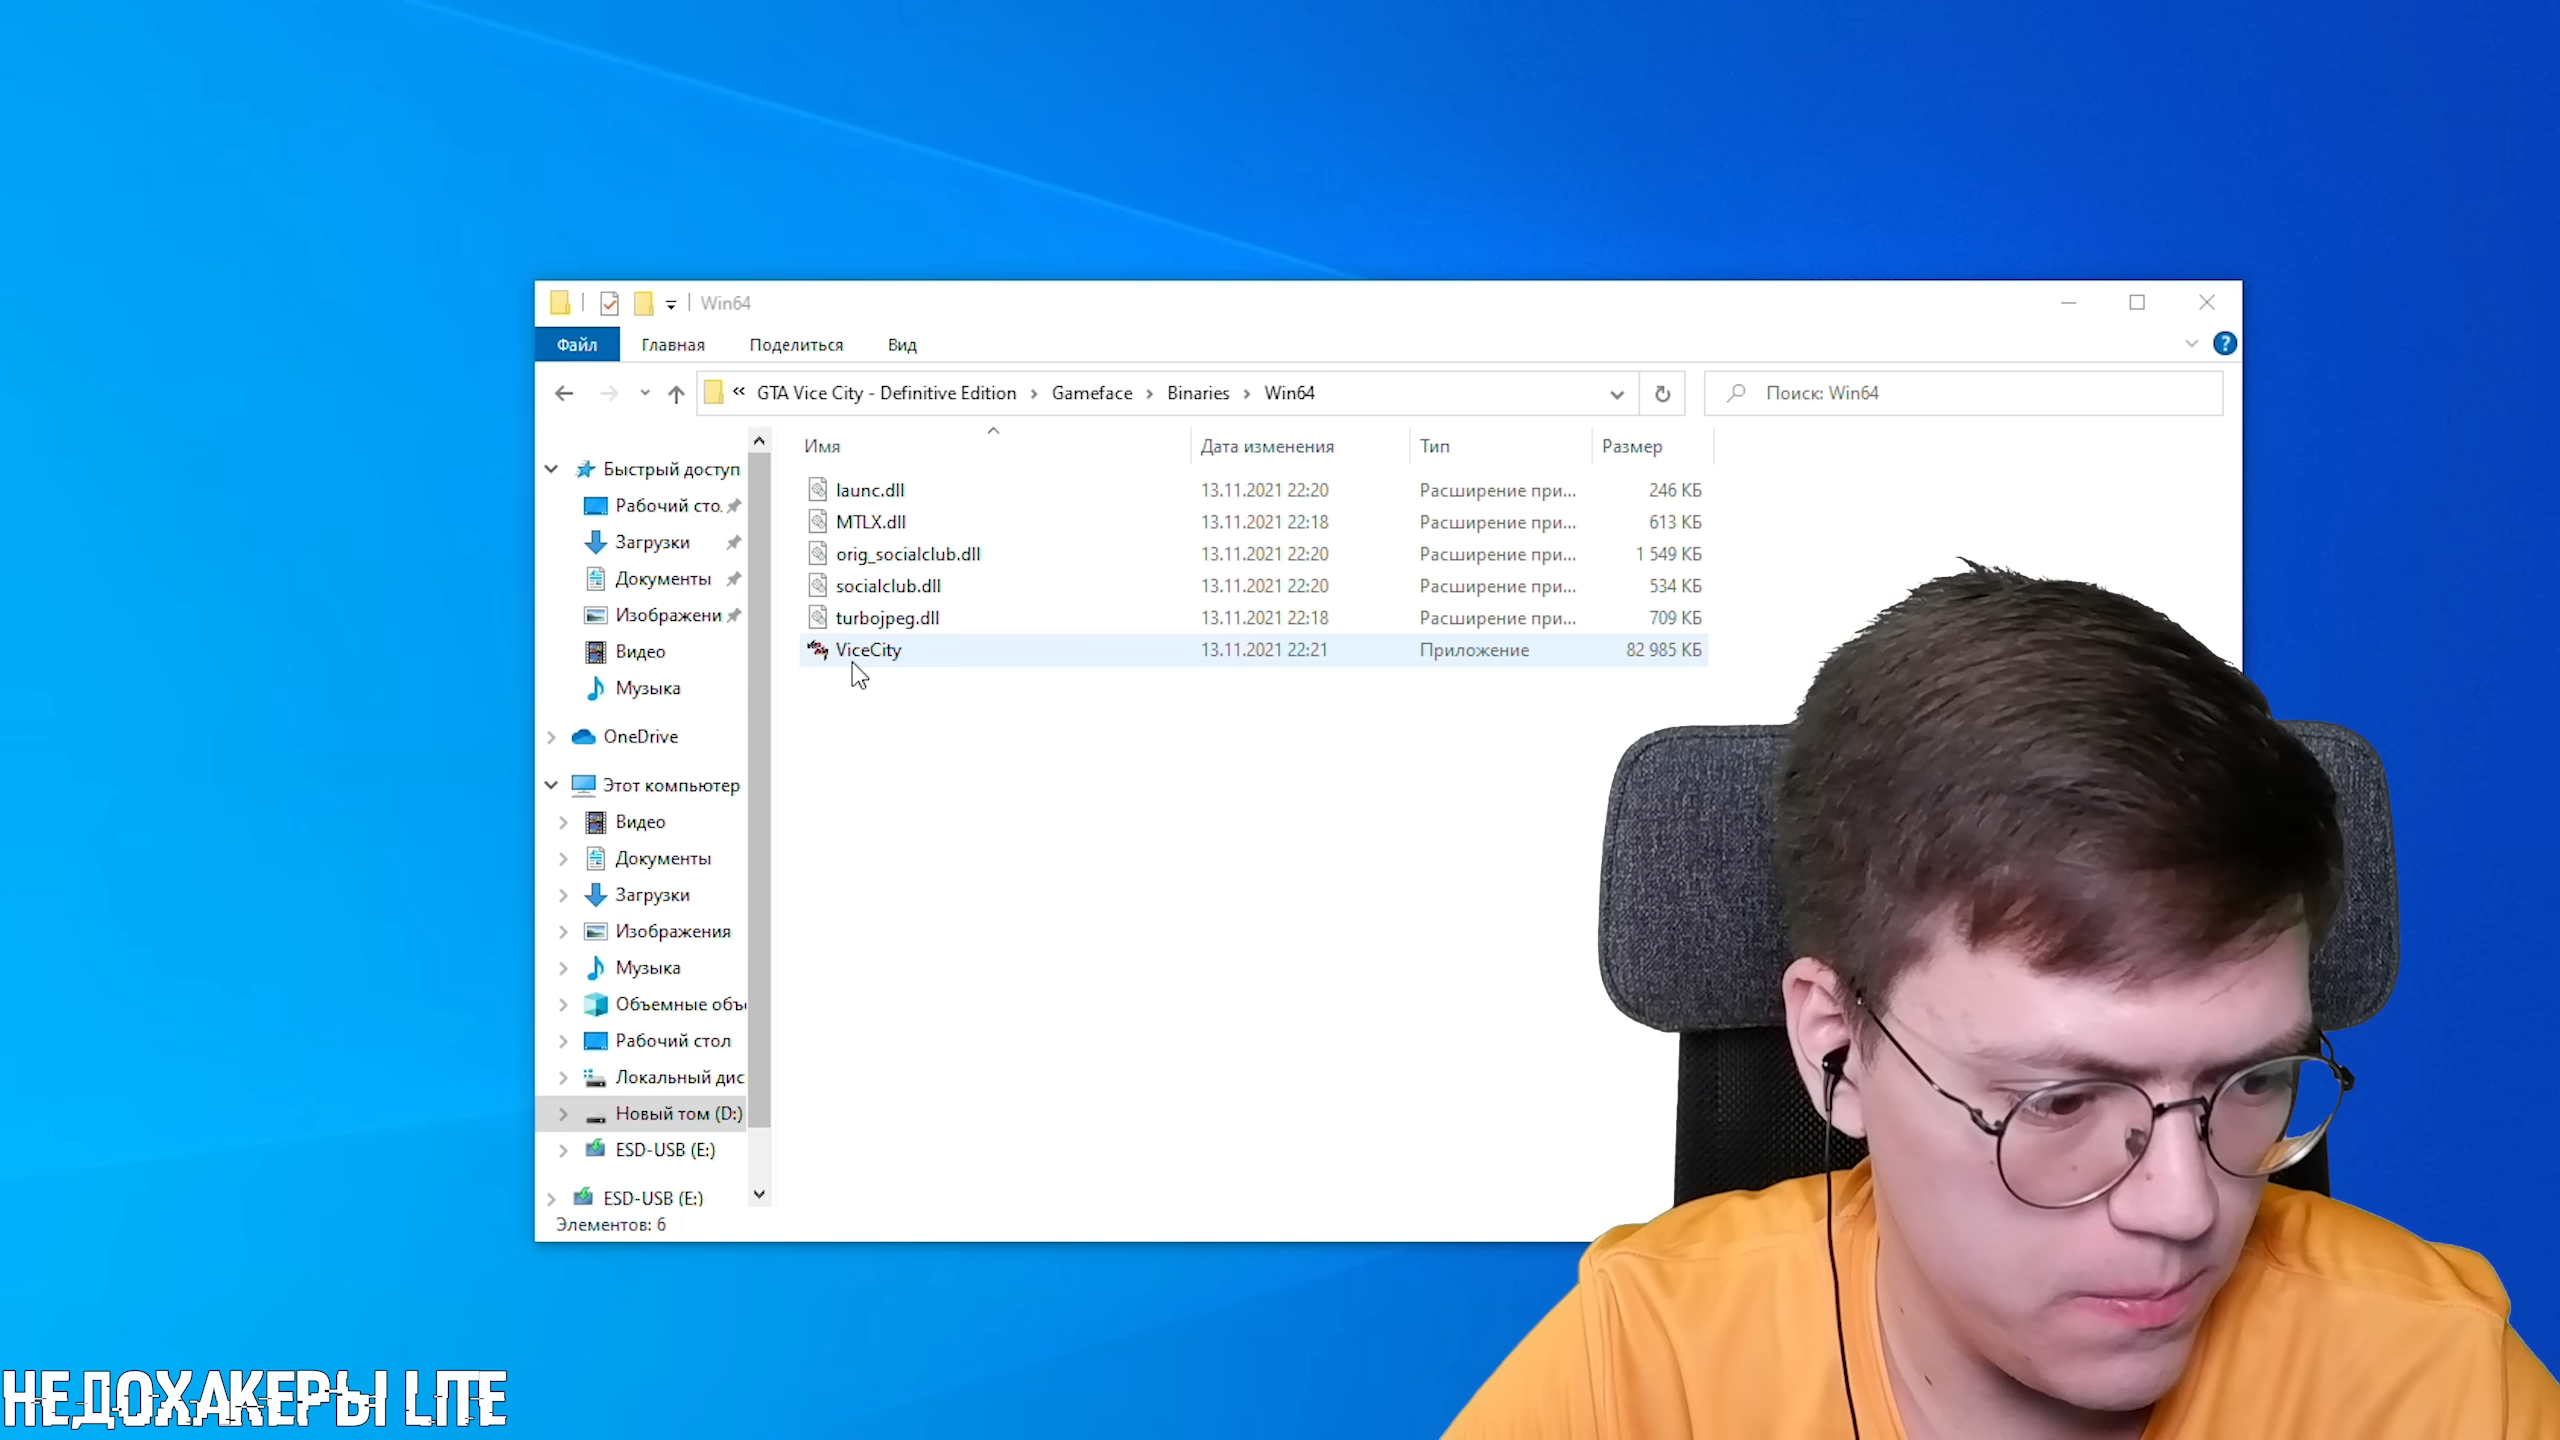 Win64
Файл Главная Поделиться Вид
« GTA Vice City - Definitive Edition › Gameface › Binaries › Win64
Поиск: Win64
Имя Дата изменения Тип Размер
launc.dll 13.11.2021 22:20 Расширение при... 246 КБ
MTLX.dll 13.11.2021 22:18 Расширение при... 613 КБ
orig_socialclub.dll 13.11.2021 22:20 Расширение при... 1 549 КБ
socialclub.dll 13.11.2021 22:20 Расширение при... 534 КБ
turbojpeg.dll 13.11.2021 22:18 Расширение при... 709 КБ
ViceCity 13.11.2021 22:21 Приложение 82 985 КБ
Быстрый доступ
Рабочий сто.
Загрузки
Документы
Изображени
Видео
Музыка
OneDrive
Этот компьютер
Видео
Документы
Загрузки
Изображения
Музыка
Объемные объ
Рабочий стол
Локальный дис
Новый том (D:)
ESD-USB (E:)
ESD-USB (E:)
Элементов: 6
НЕДОХАКЕРЫ LITE